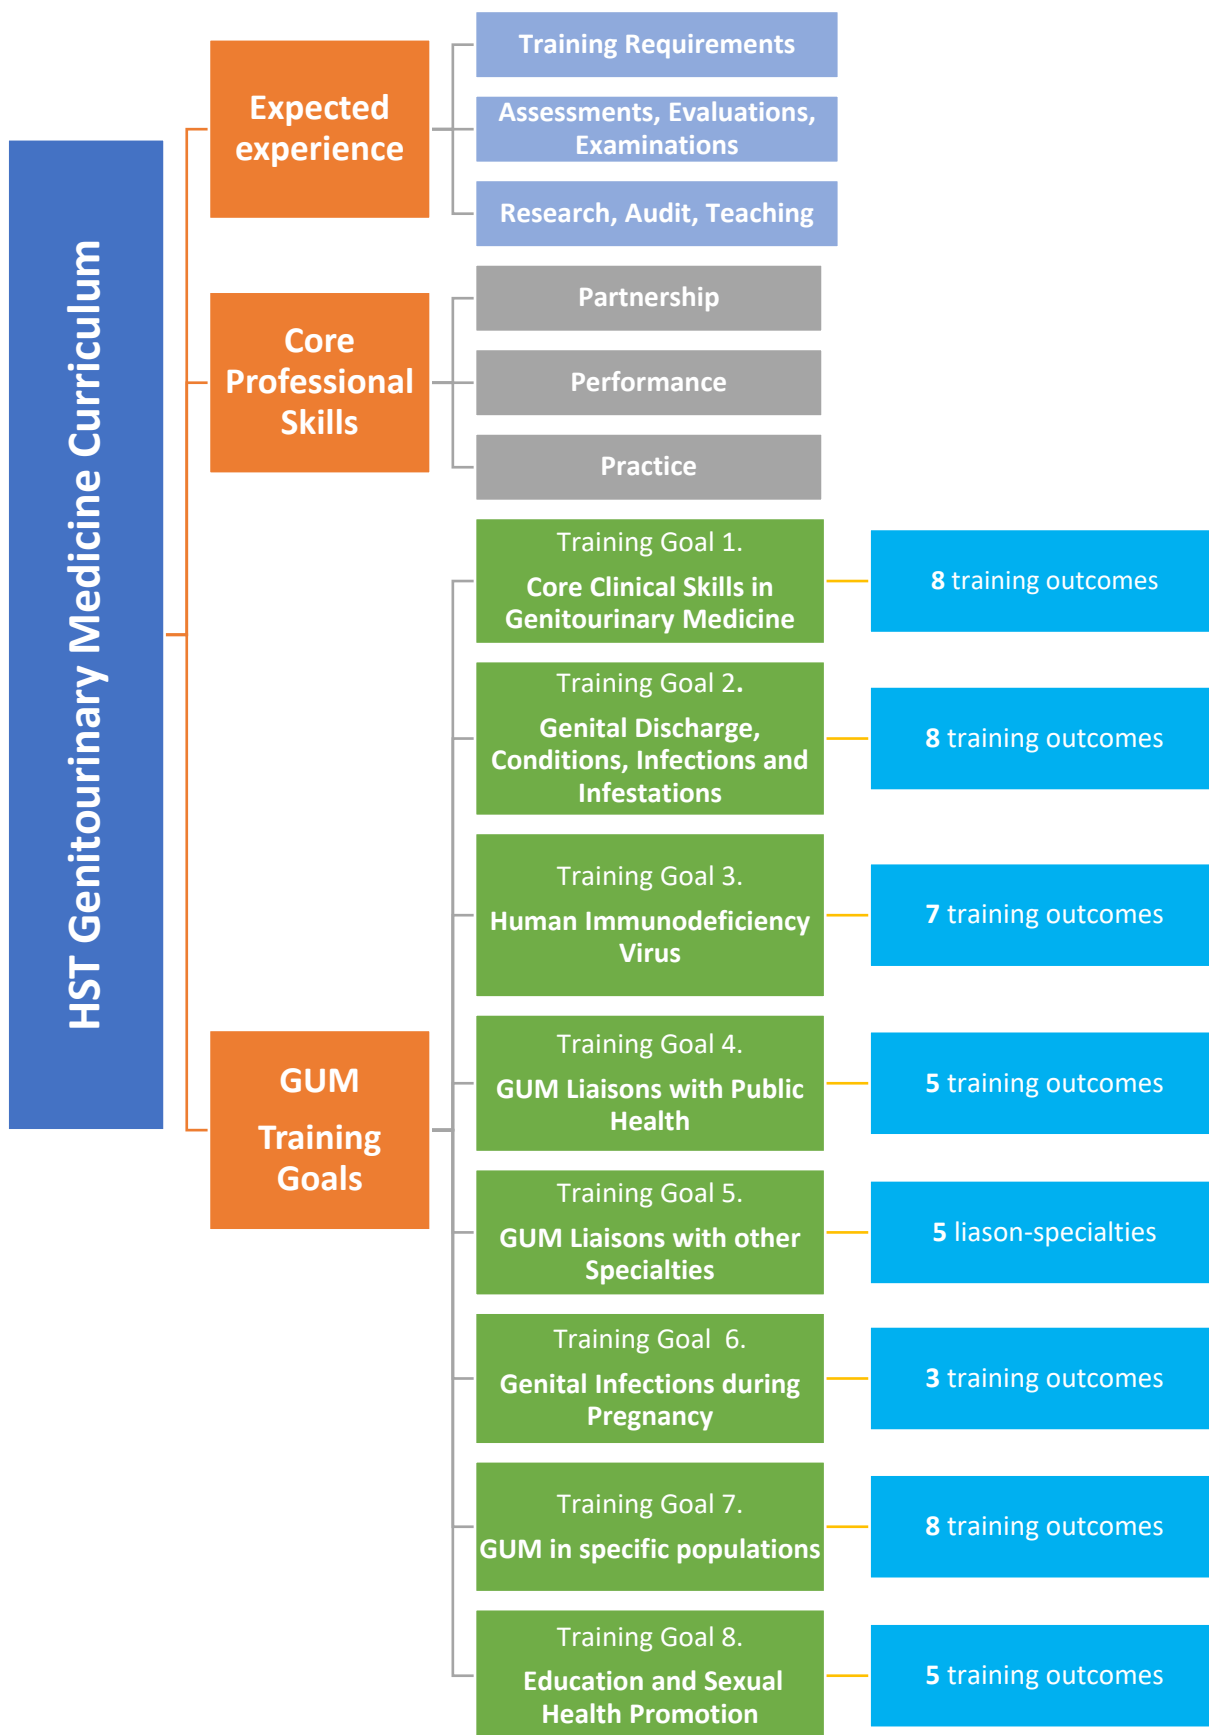 HST Genitourinary Medicine Curriculum
Expected
experience
Training Requirements
Assessments, Evaluations,
Examinations
Research, Audit, Teaching
Core
Professional
Skills
Partnership
Performance
Practice
GUM
Training
Goals
Training Goal 1.
Core Clinical Skills in
Genitourinary Medicine
8 training outcomes
Training Goal 2.
Genital Discharge,
Conditions, Infections and
Infestations
8 training outcomes
Training Goal 3.
Human Immunodeficiency
Virus
7 training outcomes
Training Goal 4.
GUM Liaisons with Public
Health
5 training outcomes
Training Goal 5.
GUM Liaisons with other
Specialties
5 liason-specialties
Training Goal 6.
Genital Infections during
Pregnancy
3 training outcomes
Training Goal 7.
GUM in specific populations
8 training outcomes
Training Goal 8.
Education and Sexual
Health Promotion
5 training outcomes